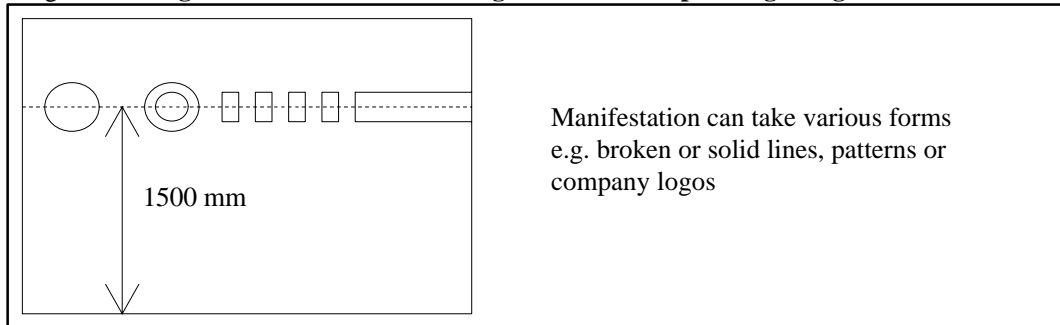 Manifestation can take various forms
e.g. broken or solid lines, patterns or
company logos
1500 mm